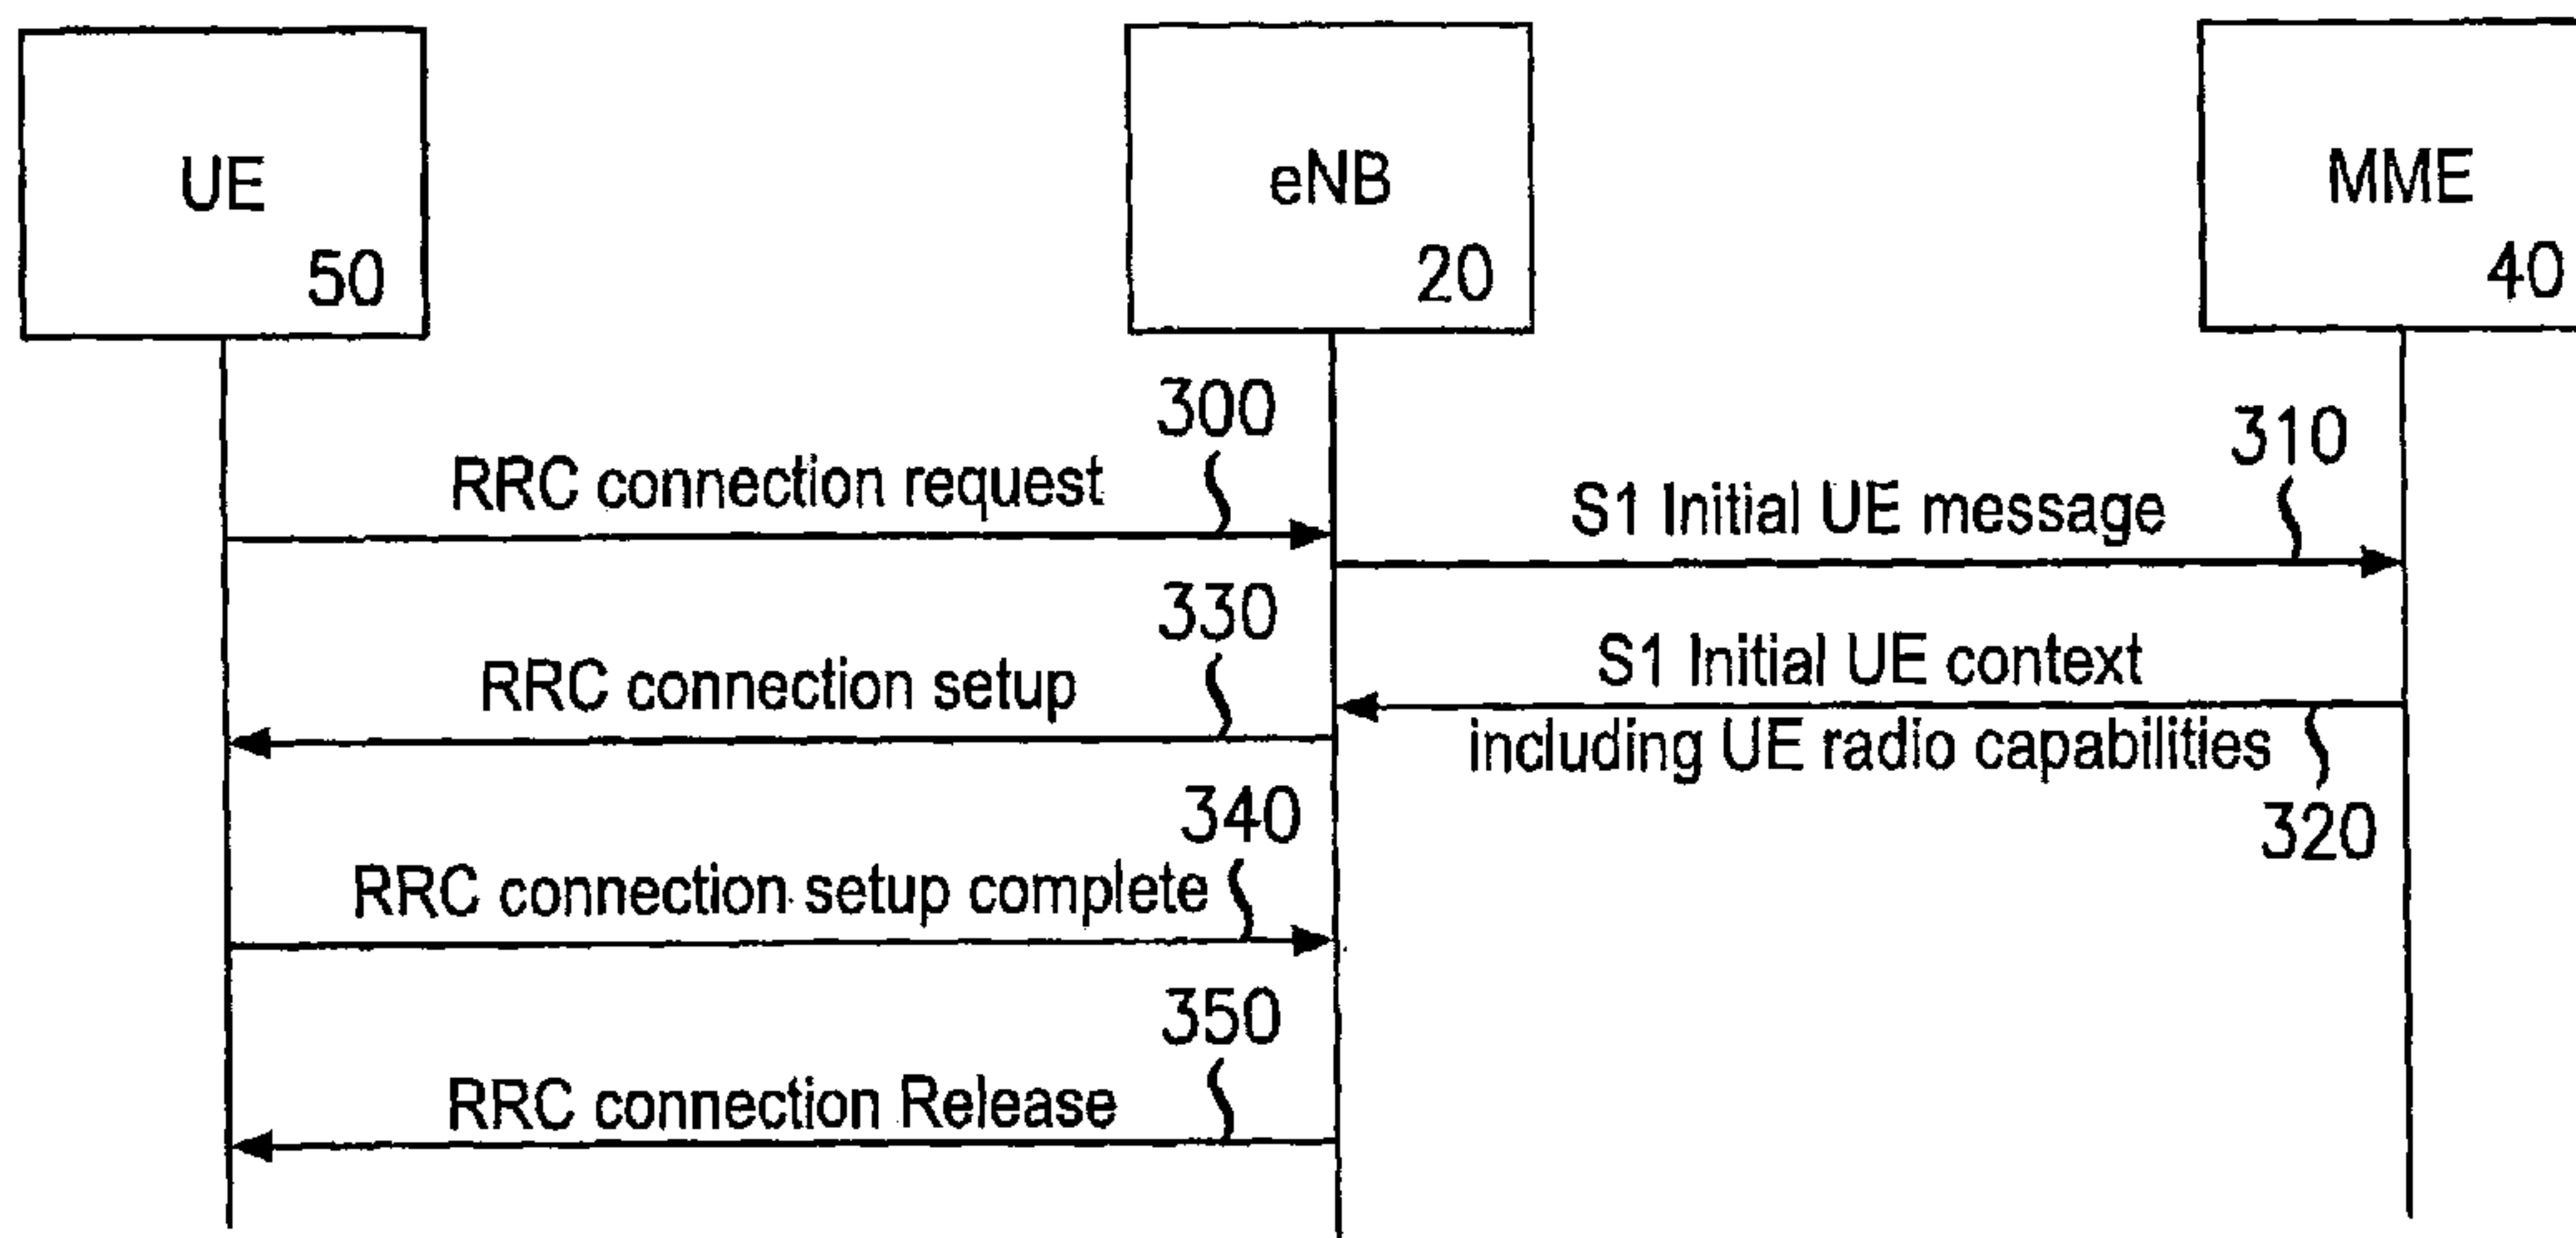 UE
50
eNB
20
MME
40
300
RRC connection request
310
S1 Initial UE message
330
RRC connection setup
S1 Initial UE context
including UE radio capabilities
320
340
RRC connection setup complete
350
RRC connection Release